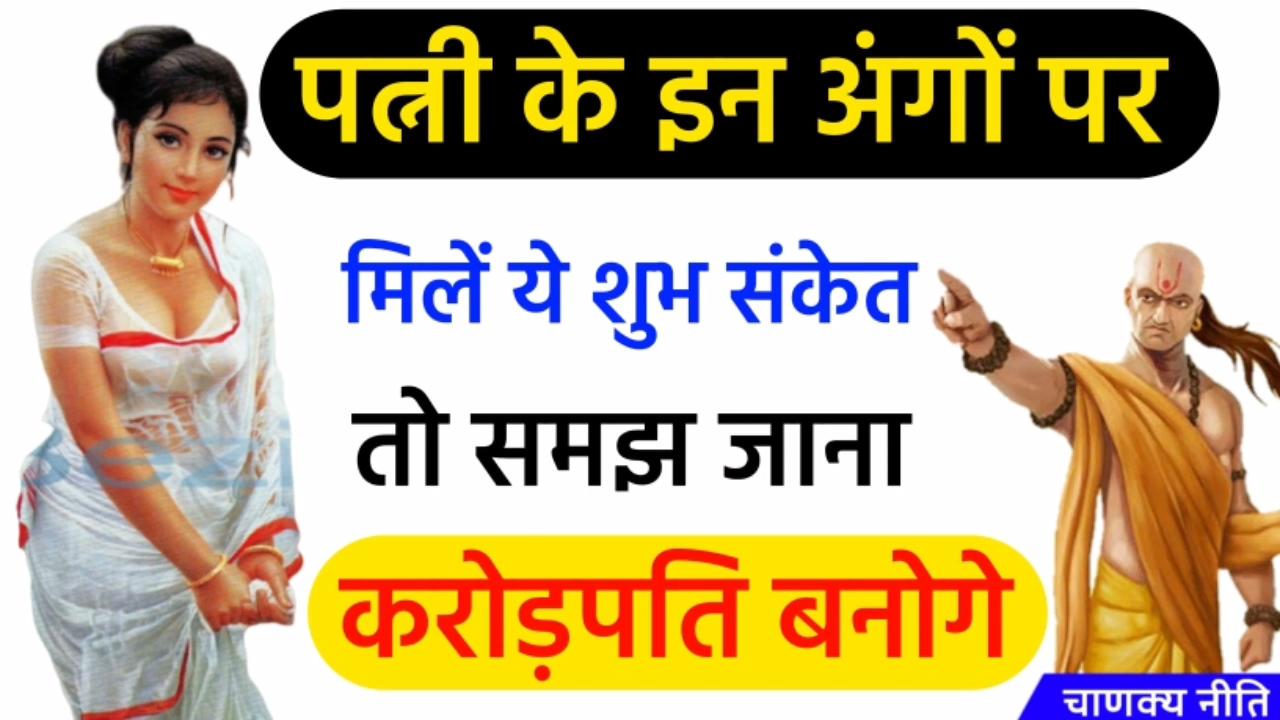 पत्नी के इन अंगों पर
मिलें ये शुभ संकेत
तो समझ जाना
करोड़पति बनोगे
चाणक्य नीति